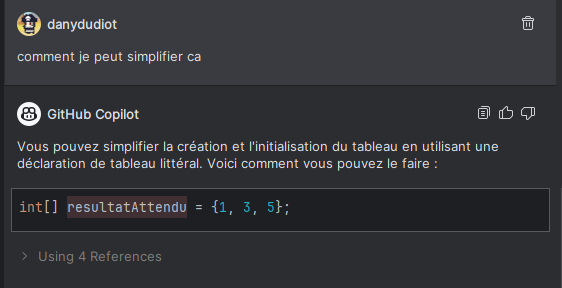 danydudiot
comment je peut simplifier ca
GitHub Copilot
Vous pouvez simplifier la création et l'initialisation du tableau en utilisant une
déclaration de tableau littéral. Voici comment vous pouvez le faire :
int[] resultatAttendu = {1, 3, 5};
Using 4 References